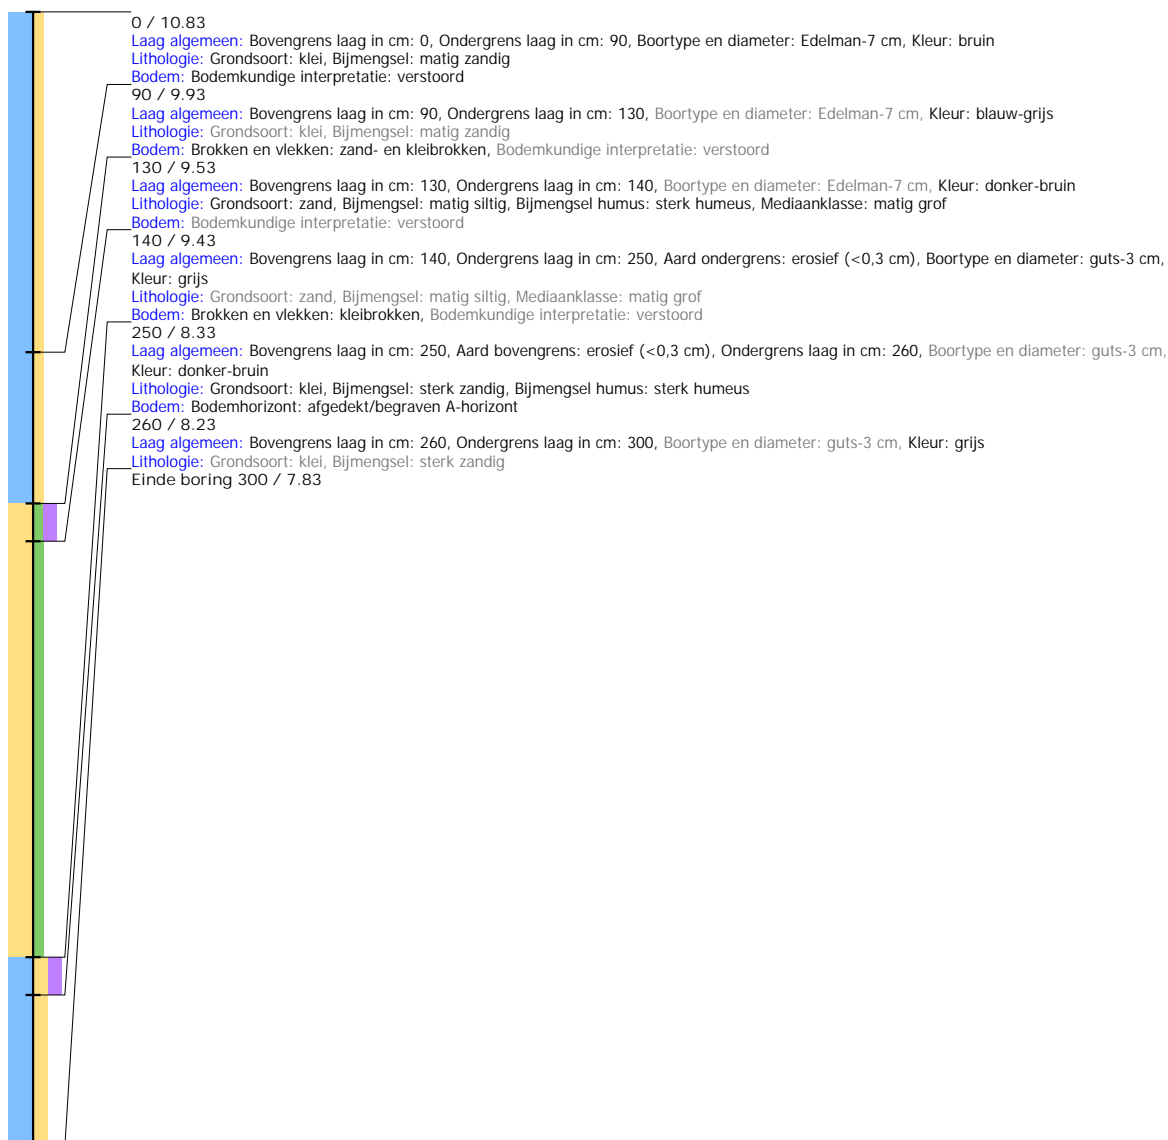 0 / 10.83
Laag algemeen: Bovengrens laag in cm: 0, Ondergrens laag in cm: 90, Boortype en diameter: Edelman-7 cm, Kleur: bruin
Lithologie: Grondsoort: klei, Bijmengsel: matig zandig
Bodem: Bodemkundige interpretatie: verstoord
90 / 9.93
Laag algemeen: Bovengrens laag in cm: 90, Ondergrens laag in cm: 130, Boortype en diameter: Edelman-7 cm, Kleur: blauw-grijs
Lithologie: Grondsoort: klei, Bijmengsel: matig zandig
Bodem: Brokken en vlekken: zand- en kleibrokken, Bodemkundige interpretatie: verstoord
130 / 9.53
Laag algemeen: Bovengrens laag in cm: 130, Ondergrens laag in cm: 140, Boortype en diameter: Edelman-7 cm, Kleur: donker-bruin
Lithologie: Grondsoort: zand, Bijmengsel: matig siltig, Bijmengsel humus: sterk humeus, Mediaanklasse: matig grof
Bodem: Bodemkundige interpretatie: verstoord
140 / 9.43
Laag algemeen: Bovengrens laag in cm: 140, Ondergrens laag in cm: 250, Aard ondergrens: erosief (<0,3 cm), Boortype en diameter: guts-3 cm,
Kleur: grijs
Lithologie: Grondsoort: zand, Bijmengsel: matig siltig, Mediaanklasse: matig grof
Bodem: Brokken en vlekken: kleibrokken, Bodemkundige interpretatie: verstoord
250 / 8.33
Laag algemeen: Bovengrens laag in cm: 250, Aard bovengrens: erosief (<0,3 cm), Ondergrens laag in cm: 260, Boortype en diameter: guts-3 cm,
Kleur: donker-bruin
Lithologie: Grondsoort: klei, Bijmengsel: sterk zandig, Bijmengsel humus: sterk humeus
Bodem: Bodemhorizont: afgedekt/begraven A-horizont
260 / 8.23
Laag algemeen: Bovengrens laag in cm: 260, Ondergrens laag in cm: 300, Boortype en diameter: guts-3 cm, Kleur: grijs
Lithologie: Grondsoort: klei, Bijmengsel: sterk zandig
Einde boring 300 / 7.83